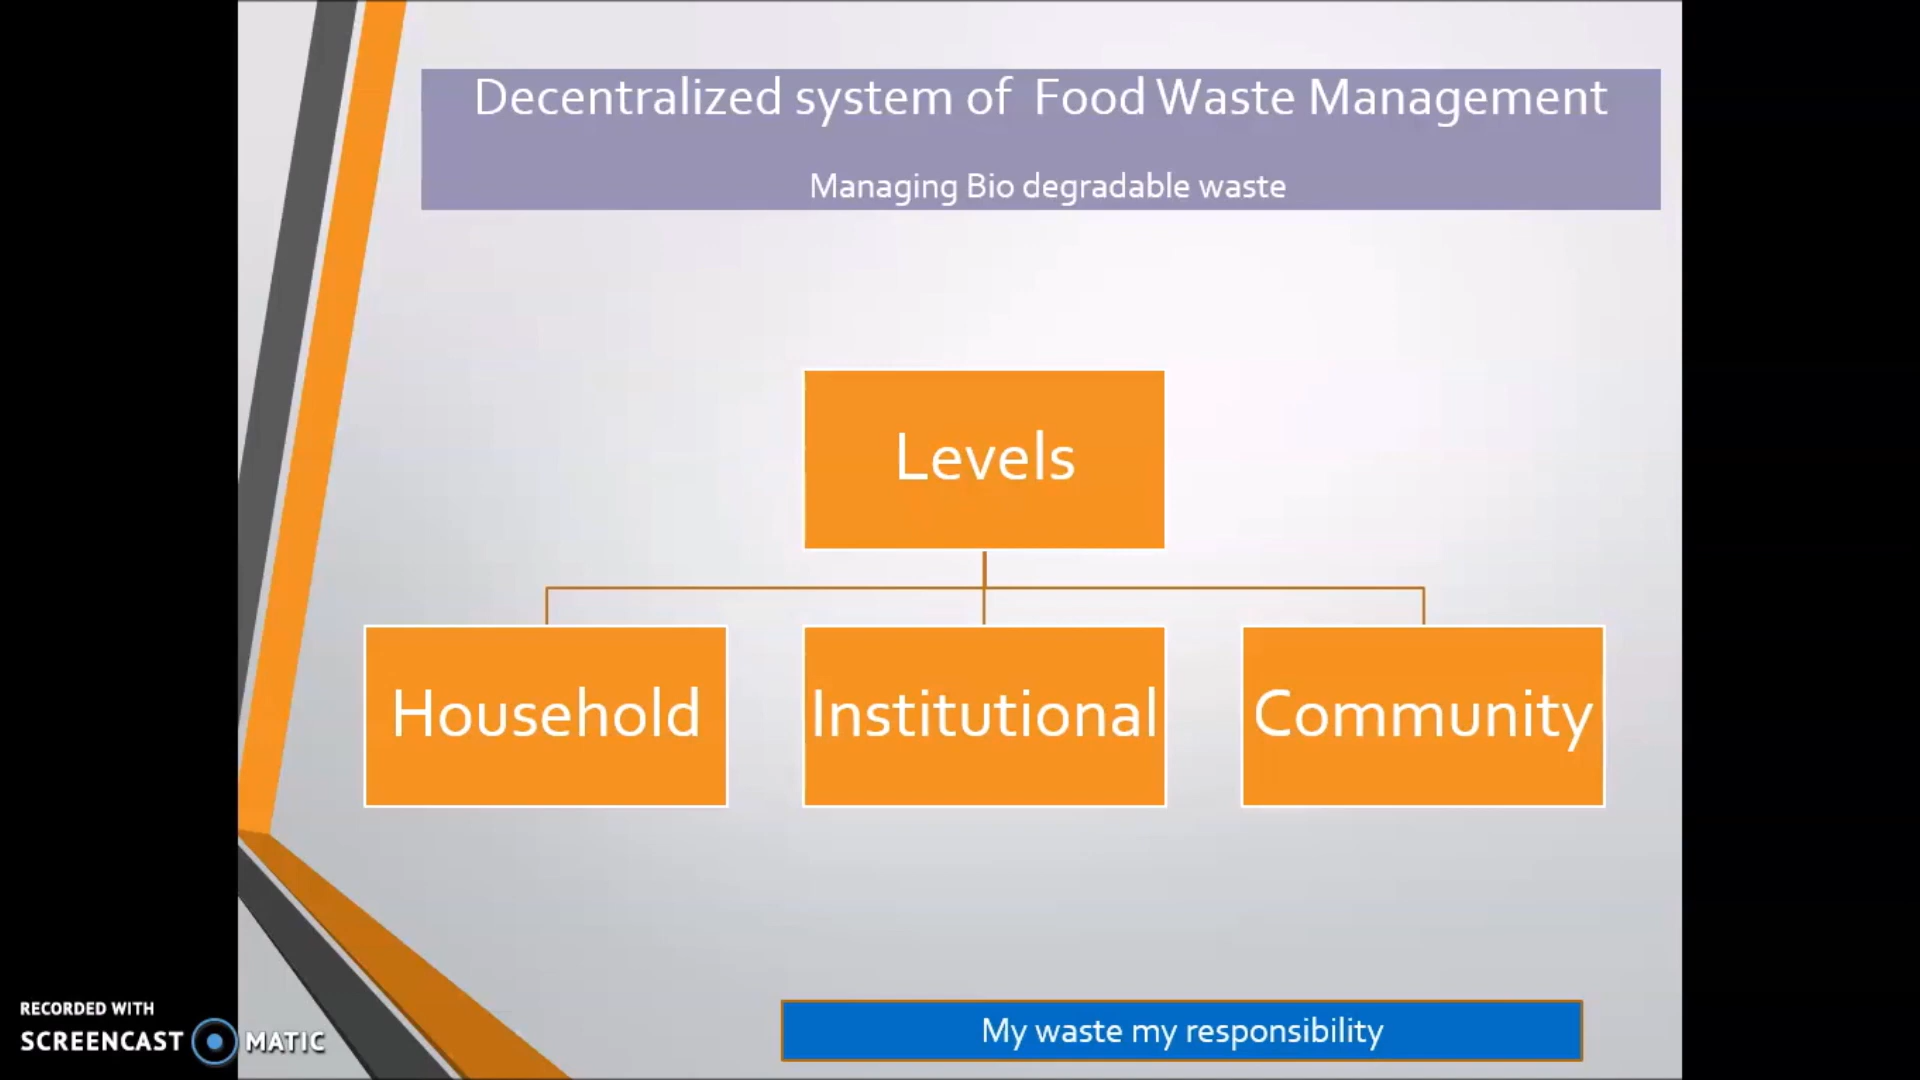 Decentralized system of Food Waste Management
Managing Bio degradable waste
Levels
Household
Institutional
Community
My waste my responsibility
RECORDED WITH
SCREENCAST MATIC